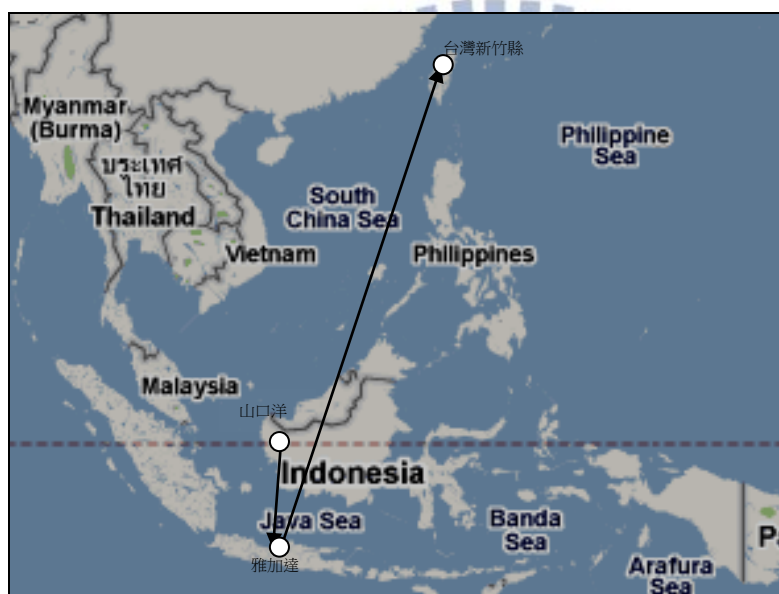 台灣新竹縣
Myanmar
(Burma)
Philippine
Sea
ประเทศ
ไทย
Thailand
South
China Sea
Vietnam
Philippines
Malaysia
山口洋
Indonesia
Java Sea
Banda
Sea
雅加達
Arafura
Sea